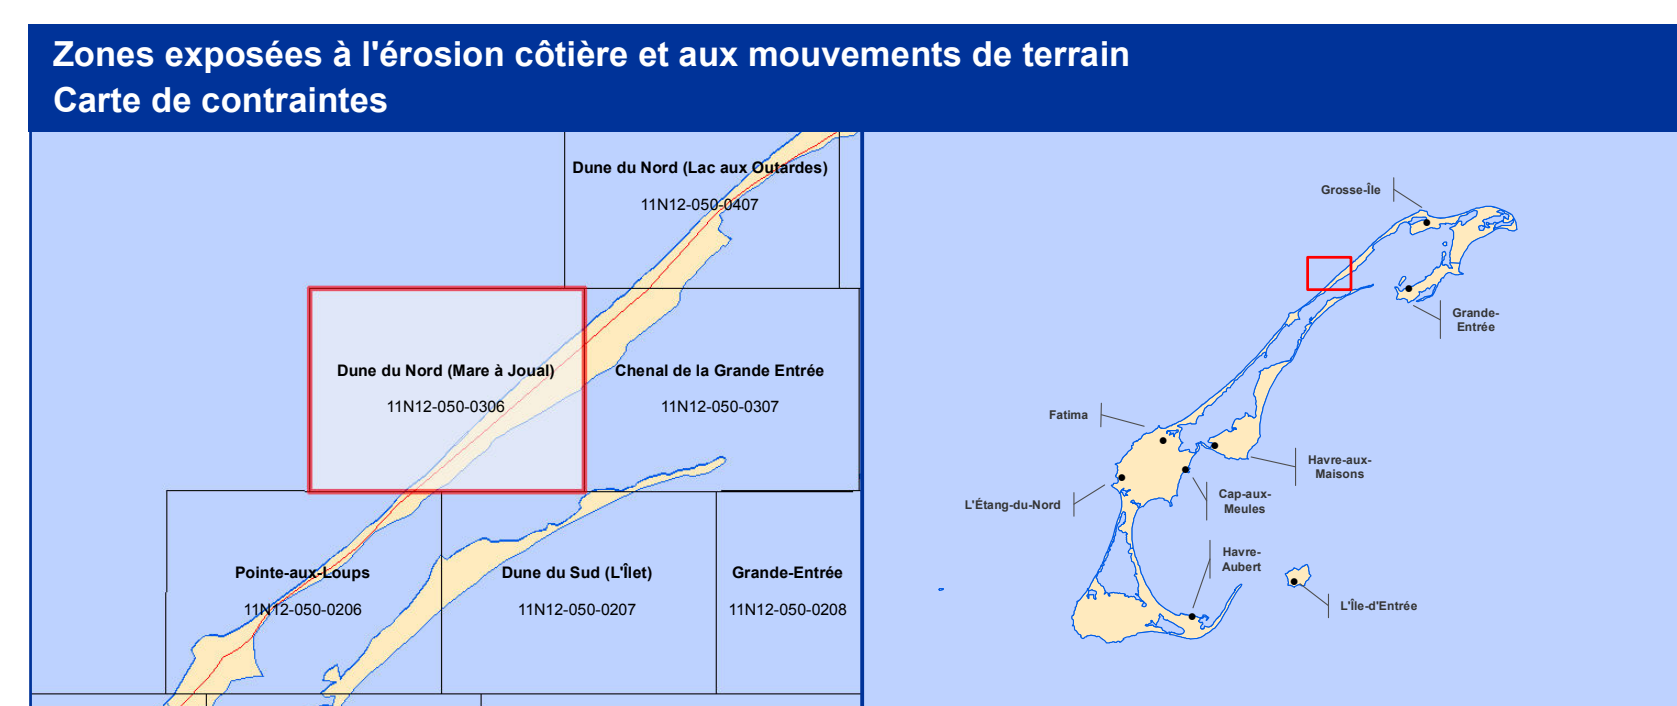 Zones exposées à l'érosion côtière et aux mouvements de terrain
Carte de contraintes
Dune du Nord (Lac aux Outardes)
11N12-050-0407
Dune du Nord (Mare à Joual)
11N12-050-0306
Chenal de la Grande Entrée
11N12-050-0307
Pointe-aux-Loups
11N12-050-0206
Dune du Sud (L'Îlet)
11N12-050-0207
Grande-Entrée
11N12-050-0208
Grosse-Île
Grande-
Entrée
Fatima
Havre-aux-
Maisons
L'Étang-du-Nord
Cap-aux-
Meules
Havre-
Aubert
L'Île-d'Entrée